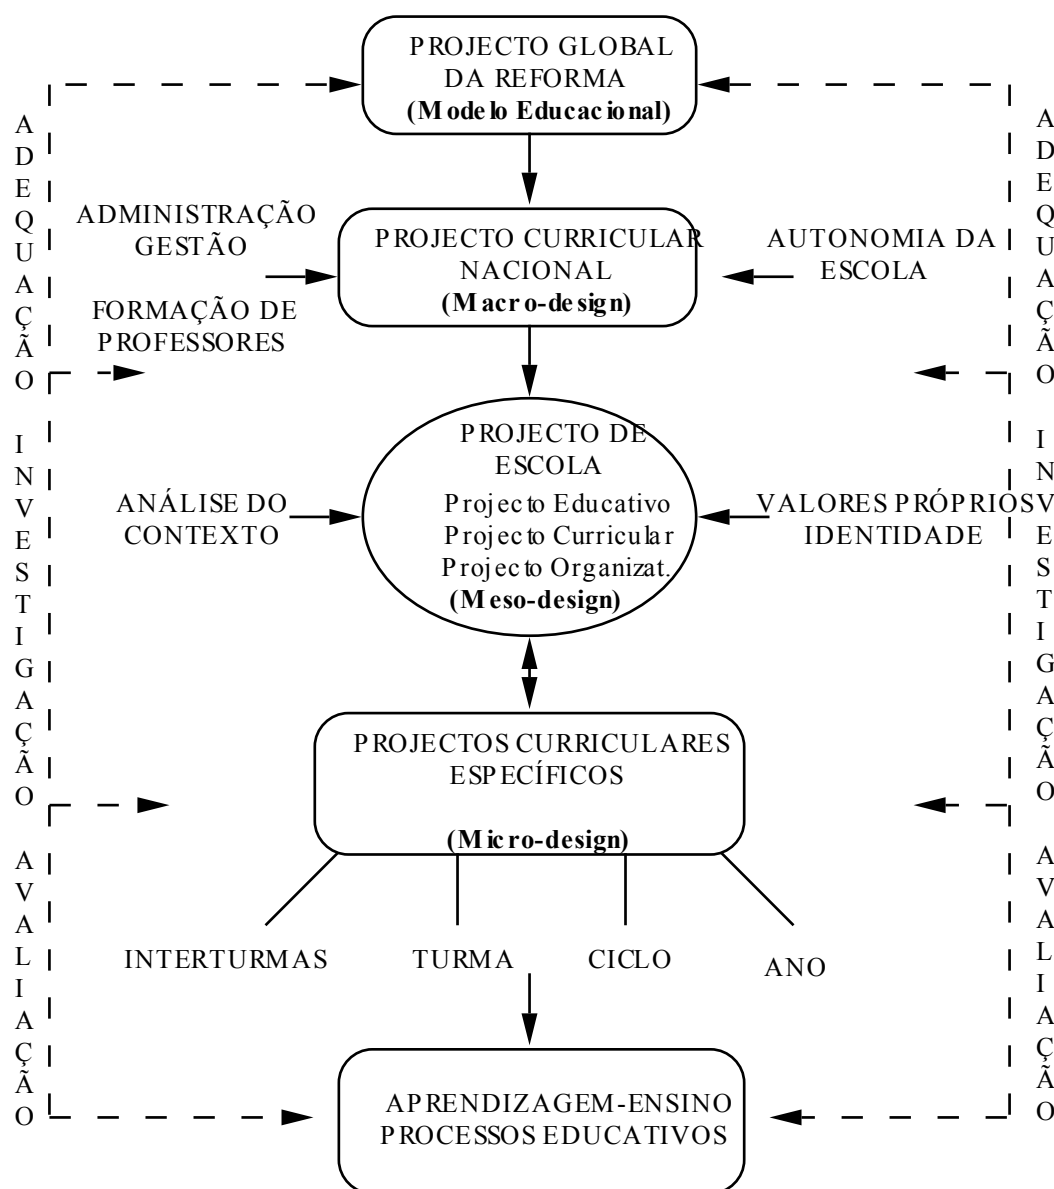 PROJECTO GLOBAL
DA REFORMA
(Modelo Educacional)
ADEQUAÇÃO
ADEQUAÇÃO
ADMINISTRAÇÃO
GESTÃO
PROJECTO CURRICULAR
NACIONAL
(Macro-design)
AUTONOMIA DA
ESCOLA
FORMAÇÃO DE
PROFESSORES
INVESTIGAÇÃO
INVESTIGAÇÃO
PROJECTO DE
ESCOLA
Projecto Educativo
Projecto Curricular
Projecto Organizat.
(Meso-design)
ANÁLISE DO
CONTEXTO
VALORES PRÓPRIOS
IDENTIDADE
PROJECTOS CURRICULARES
ESPECÍFICOS
(Micro-design)
AVALIAÇÃO
AVALIAÇÃO
INTERTURMAS
TURMA
CICLO
ANO
APRENDIZAGEM-ENSINO
PROCESSOS EDUCATIVOS